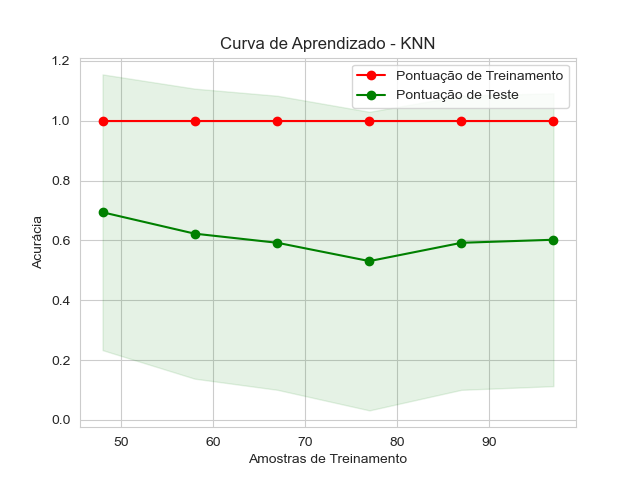 Curva de Aprendizado - KNN
Pontuação de Treinamento
Pontuação de Teste
Acurácia
1.2
1.0
0.8
0.6
0.4
0.2
0.0
50 60 70 80 90
Amostras de Treinamento